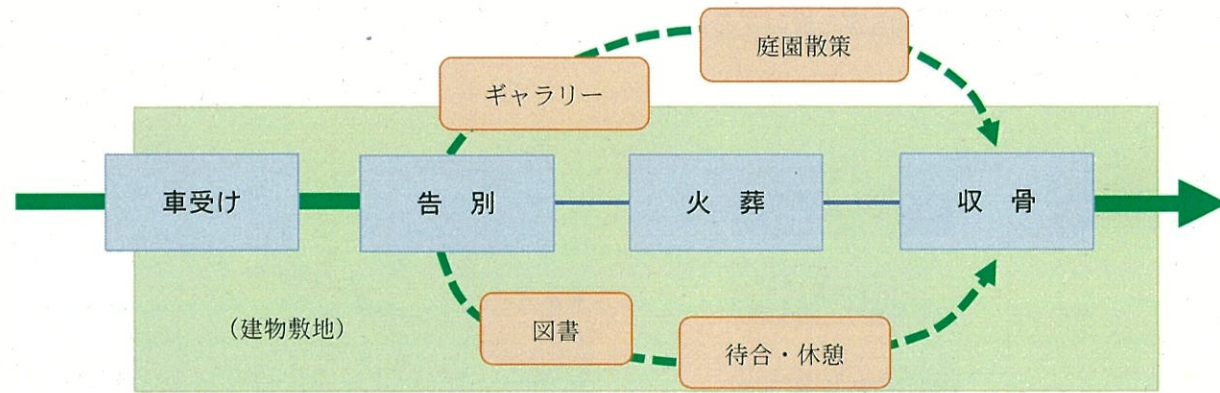 庭園散策
ギャラリー
車受け
告 別
火 葬
収 骨
（建物敷地）
図書
待合・休憩